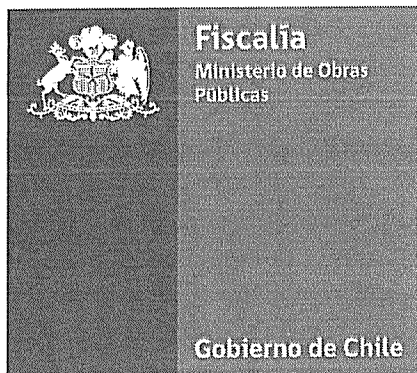 Fiscalía
Ministerio de Obras
Públicas
Gobierno de Chile